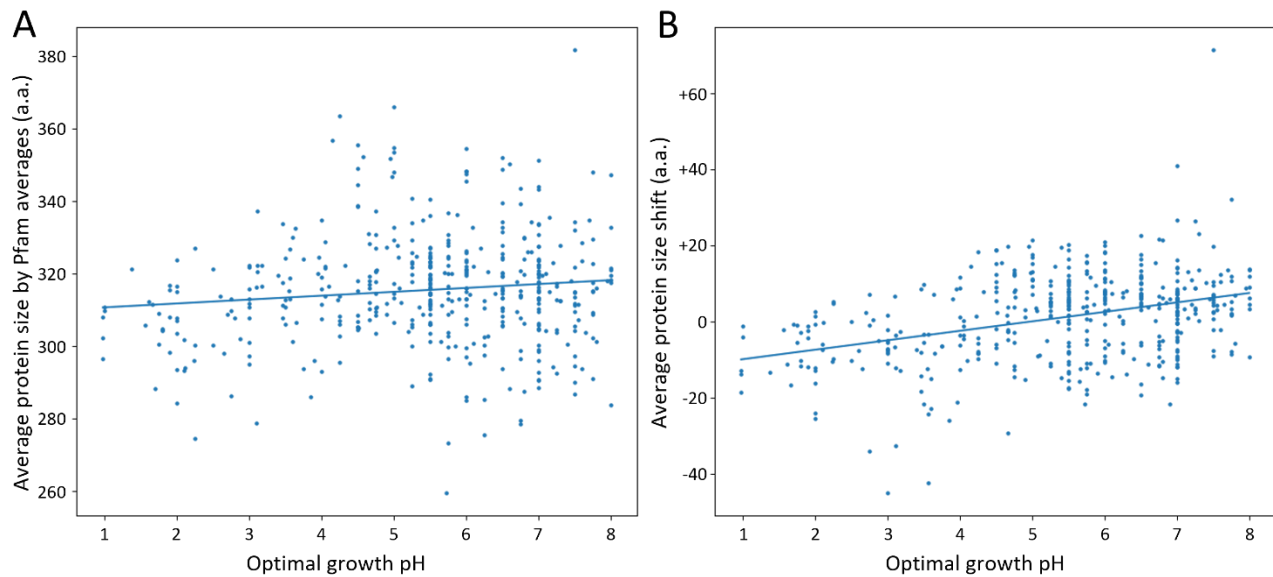 A
B
Average protein size by Pfam averages (a.a.)
380
360
340
320
300
280
260
1 2 3 4 5 6 7 8
Optimal growth pH
Average protein size shift (a.a.)
+60
+40
+20
0
-20
-40
1 2 3 4 5 6 7 8
Optimal growth pH